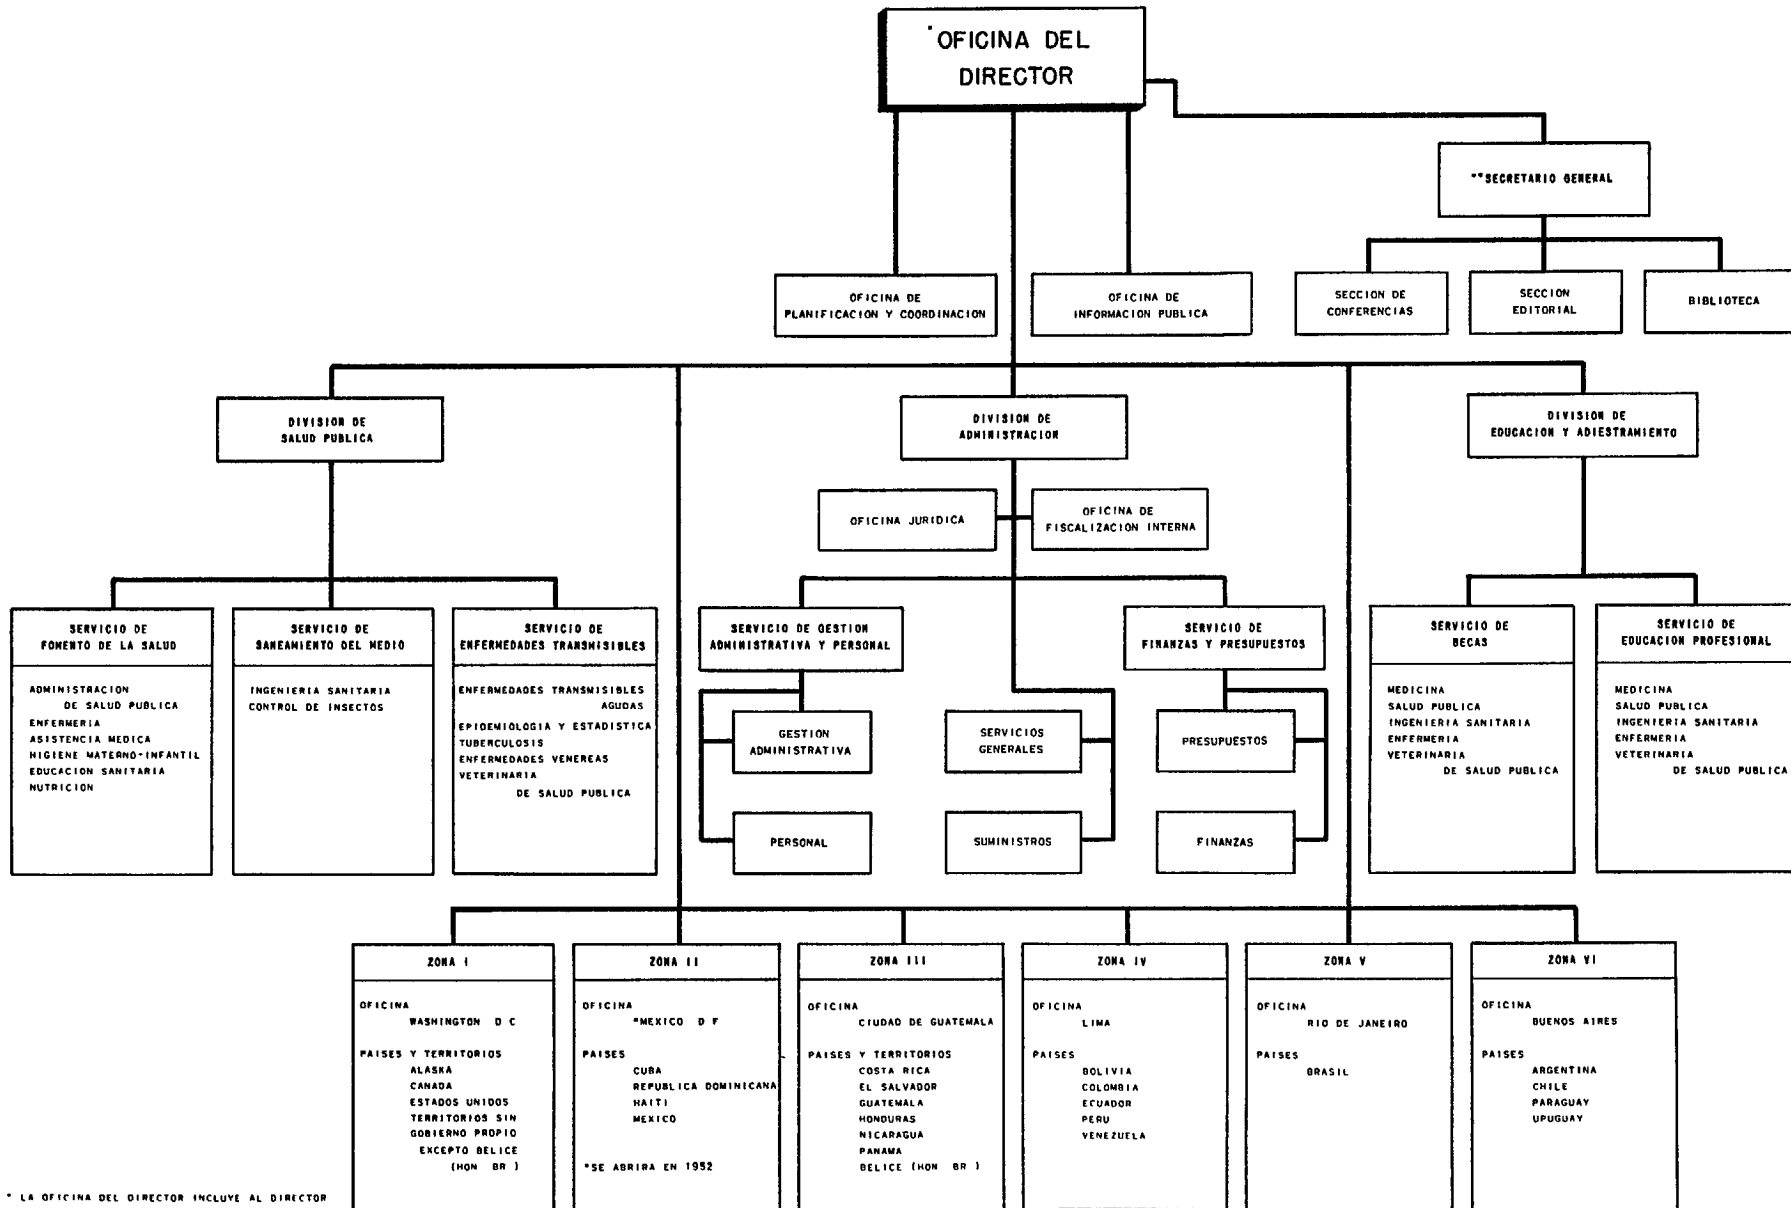 *OFICINA DEL
DIRECTOR
**SECRETARIO GENERAL
OFICINA DE
PLANIFICACION Y COORDINACION
OFICINA DE
INFORMACION PUBLICA
SECCION DE
CONFERENCIAS
SECCION
EDITORIAL
BIBLIOTECA
DIVISION DE
SALUD PUBLICA
DIVISION DE
ADMINISTRACION
DIVISION DE
EDUCACION Y ADIESTRAMIENTO
OFICINA JURIDICA
OFICINA DE
FISCALIZACION INTERNA
SERVICIO DE
FOMENTO DE LA SALUD
ADMINISTRACION
DE SALUD PUBLICA
ENFERMERIA
ASISTENCIA MEDICA
HIGIENE MATERNO-INFANTIL
EDUCACION SANITARIA
NUTRICION
SERVICIO DE
SANEAMIENTO DEL MEDIO
INGENIERIA SANITARIA
CONTROL DE INSECTOS
SERVICIO DE
ENFERMEDADES TRANSMISIBLES
ENFERMEDADES TRANSMISIBLES
AGUDAS
EPIDEMIOLOGIA Y ESTADISTICA
TUBERCULOSIS
ENFERMEDADES VENEREAS
VETERINARIA
DE SALUD PUBLICA
SERVICIO DE GESTION
ADMINISTRATIVA Y PERSONAL
GESTION
ADMINISTRATIVA
PERSONAL
SERVICIOS
GENERALES
SUMINISTROS
SERVICIO DE
FINANZAS Y PRESUPUESTOS
PRESUPUESTOS
FINANZAS
SERVICIO DE
BECAS
MEDICINA
SALUD PUBLICA
INGENIERIA SANITARIA
ENFERMERIA
VETERINARIA
DE SALUD PUBLICA
SERVICIO DE
EDUCACION PROFESIONAL
MEDICINA
SALUD PUBLICA
INGENIERIA SANITARIA
ENFERMERIA
VETERINARIA
DE SALUD PUBLICA
ZONA I
OFICINA
WASHINGTON D C
PAISES Y TERRITORIOS
ALASKA
CANADA
ESTADOS UNIDOS
TERRITORIOS SIN
GOBIERNO PROPIO
EXCEPTO BELICE
(HON BR )
ZONA II
OFICINA
*MEXICO D F
PAISES
CUBA
REPUBLICA DOMINICANA
HAITI
MEXICO
*SE ABRIRA EN 1952
ZONA III
OFICINA
CIUDAD DE GUATEMALA
PAISES Y TERRITORIOS
COSTA RICA
EL SALVADOR
GUATEMALA
HONDURAS
NICARAGUA
PANAMA
BELICE (HON BR )
ZONA IV
OFICINA
LIMA
PAISES
BOLIVIA
COLOMBIA
ECUADOR
PERU
VENEZUELA
ZONA V
OFICINA
RIO DE JANEIRO
PAISES
BRASIL
ZONA VI
OFICINA
BUENOS AIRES
PAISES
ARGENTINA
CHILE
PARAGUAY
UPUGUAY
* LA OFICINA DEL DIRECTOR INCLUYE AL DIRECTOR